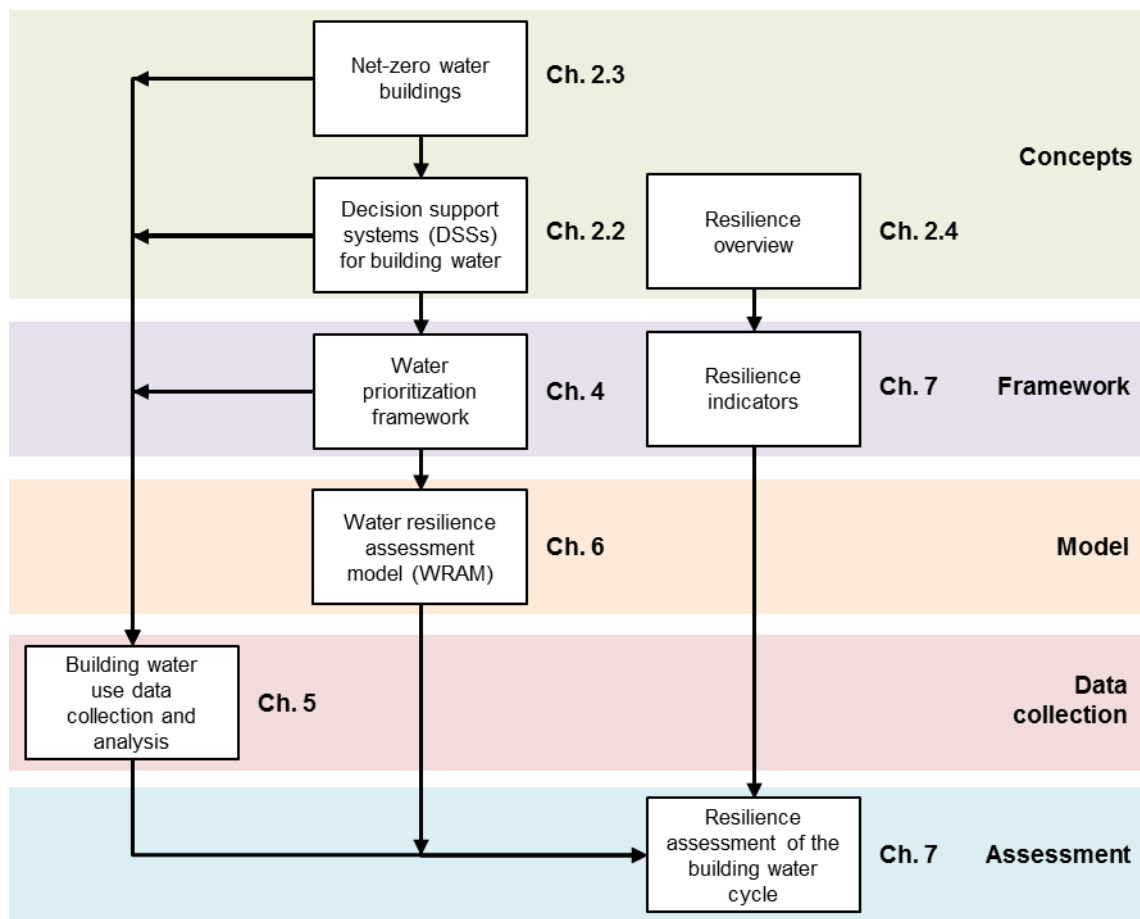 Net-zero water
buildings
Ch. 2.3
Concepts
Decision support
systems (DSSs)
for building water
Ch. 2.2
Resilience
overview
Ch. 2.4
Water
prioritization
framework
Ch. 4
Resilience
indicators
Ch. 7
Framework
Water resilience
assessment
model (WRAM)
Ch. 6
Model
Building water
use data
collection and
analysis
Ch. 5
Data
collection
Resilience
assessment of the
building water
cycle
Ch. 7
Assessment